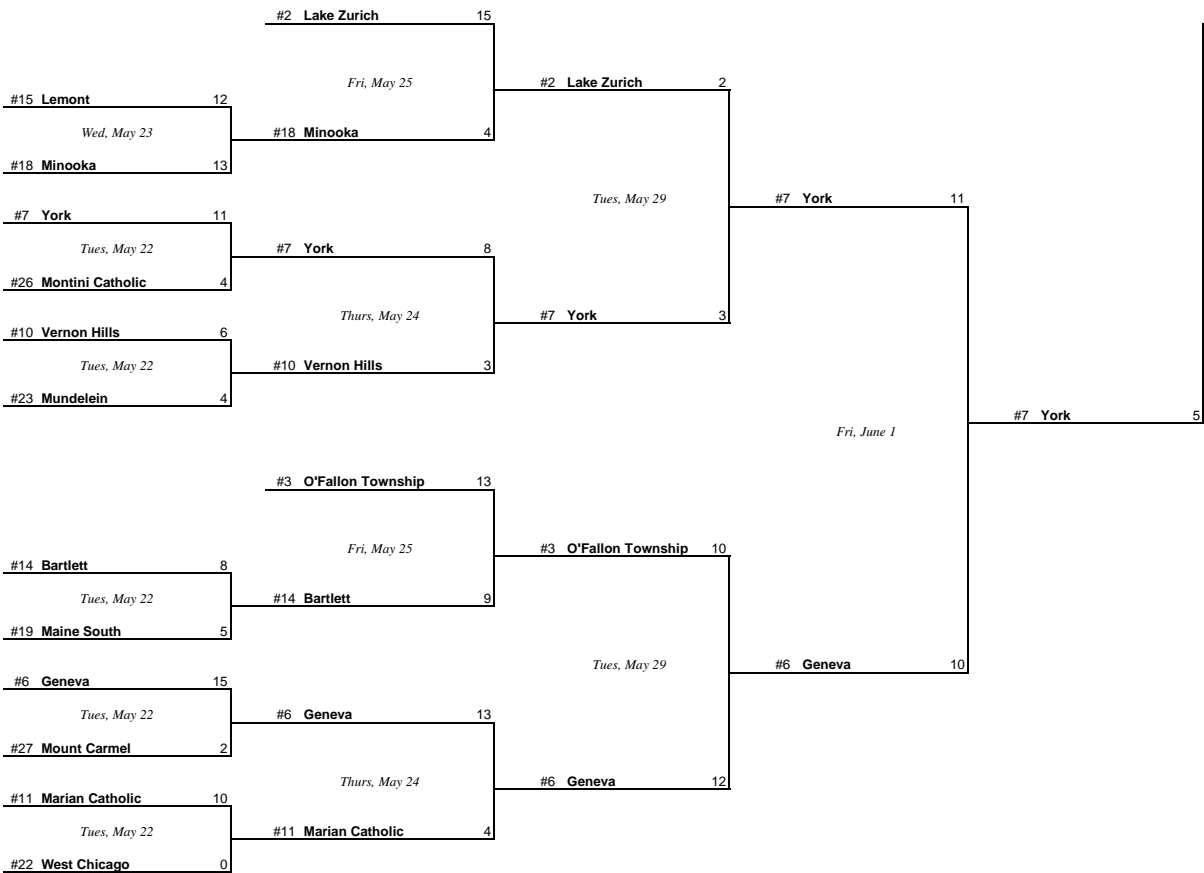 #2 Lake Zurich 15
Fri, May 25
#2 Lake Zurich 2
#15 Lemont 12
Wed, May 23
#18 Minooka 4
#18 Minooka 13
Tues, May 29
#7 York 11
#7 York 11
Tues, May 22
#7 York 8
#26 Montini Catholic 4
Thurs, May 24
#7 York 3
#10 Vernon Hills 6
Tues, May 22
#10 Vernon Hills 3
#23 Mundelein 4
#7 York 5
Fri, June 1
#3 O'Fallon Township 13
Fri, May 25
#3 O'Fallon Township 10
#14 Bartlett 8
Tues, May 22
#14 Bartlett 9
#19 Maine South 5
Tues, May 29
#6 Geneva 10
#6 Geneva 15
Tues, May 22
#6 Geneva 13
#27 Mount Carmel 2
Thurs, May 24
#6 Geneva 12
#11 Marian Catholic 10
Tues, May 22
#11 Marian Catholic 4
#22 West Chicago 0